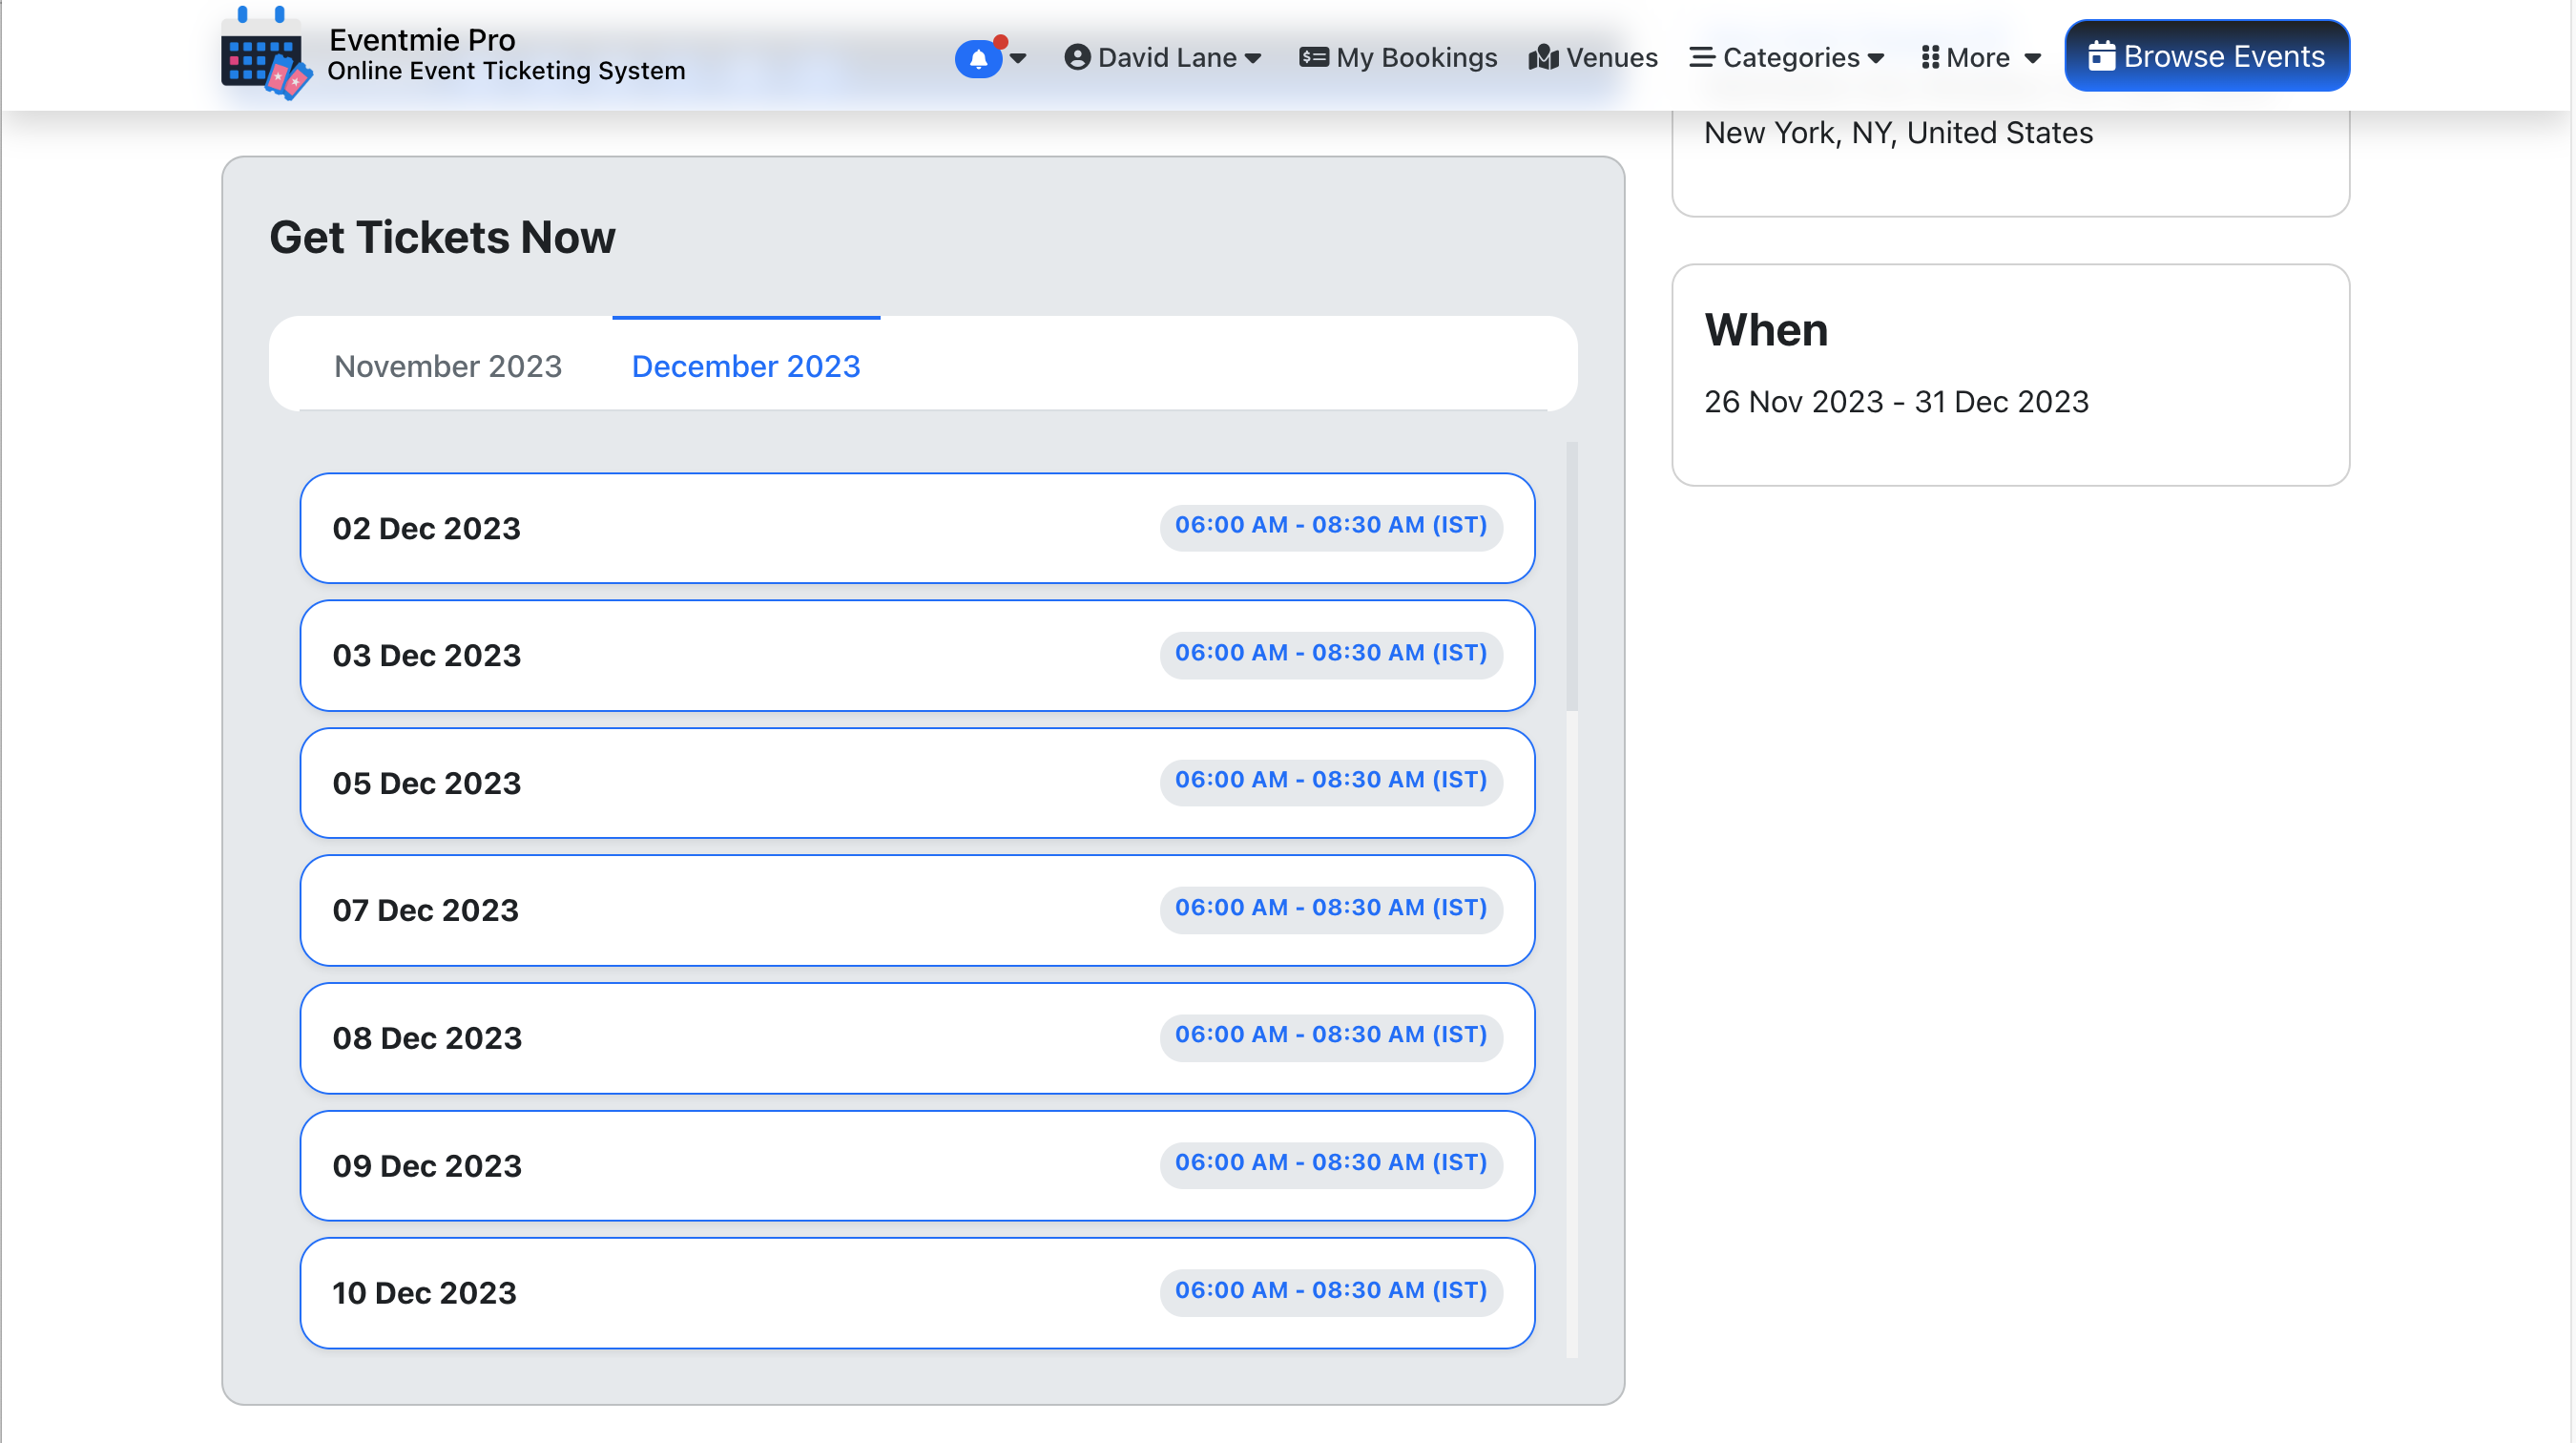 Eventmie Pro
Online Event Ticketing System
David Lane
My Bookings
Venues
Categories
More
Browse Events
New York, NY, United States
Get Tickets Now
November 2023
December 2023
02 Dec 2023
06:00 AM - 08:30 AM (IST)
03 Dec 2023
06:00 AM - 08:30 AM (IST)
05 Dec 2023
06:00 AM - 08:30 AM (IST)
07 Dec 2023
06:00 AM - 08:30 AM (IST)
08 Dec 2023
06:00 AM - 08:30 AM (IST)
09 Dec 2023
06:00 AM - 08:30 AM (IST)
10 Dec 2023
06:00 AM - 08:30 AM (IST)
When
26 Nov 2023 - 31 Dec 2023